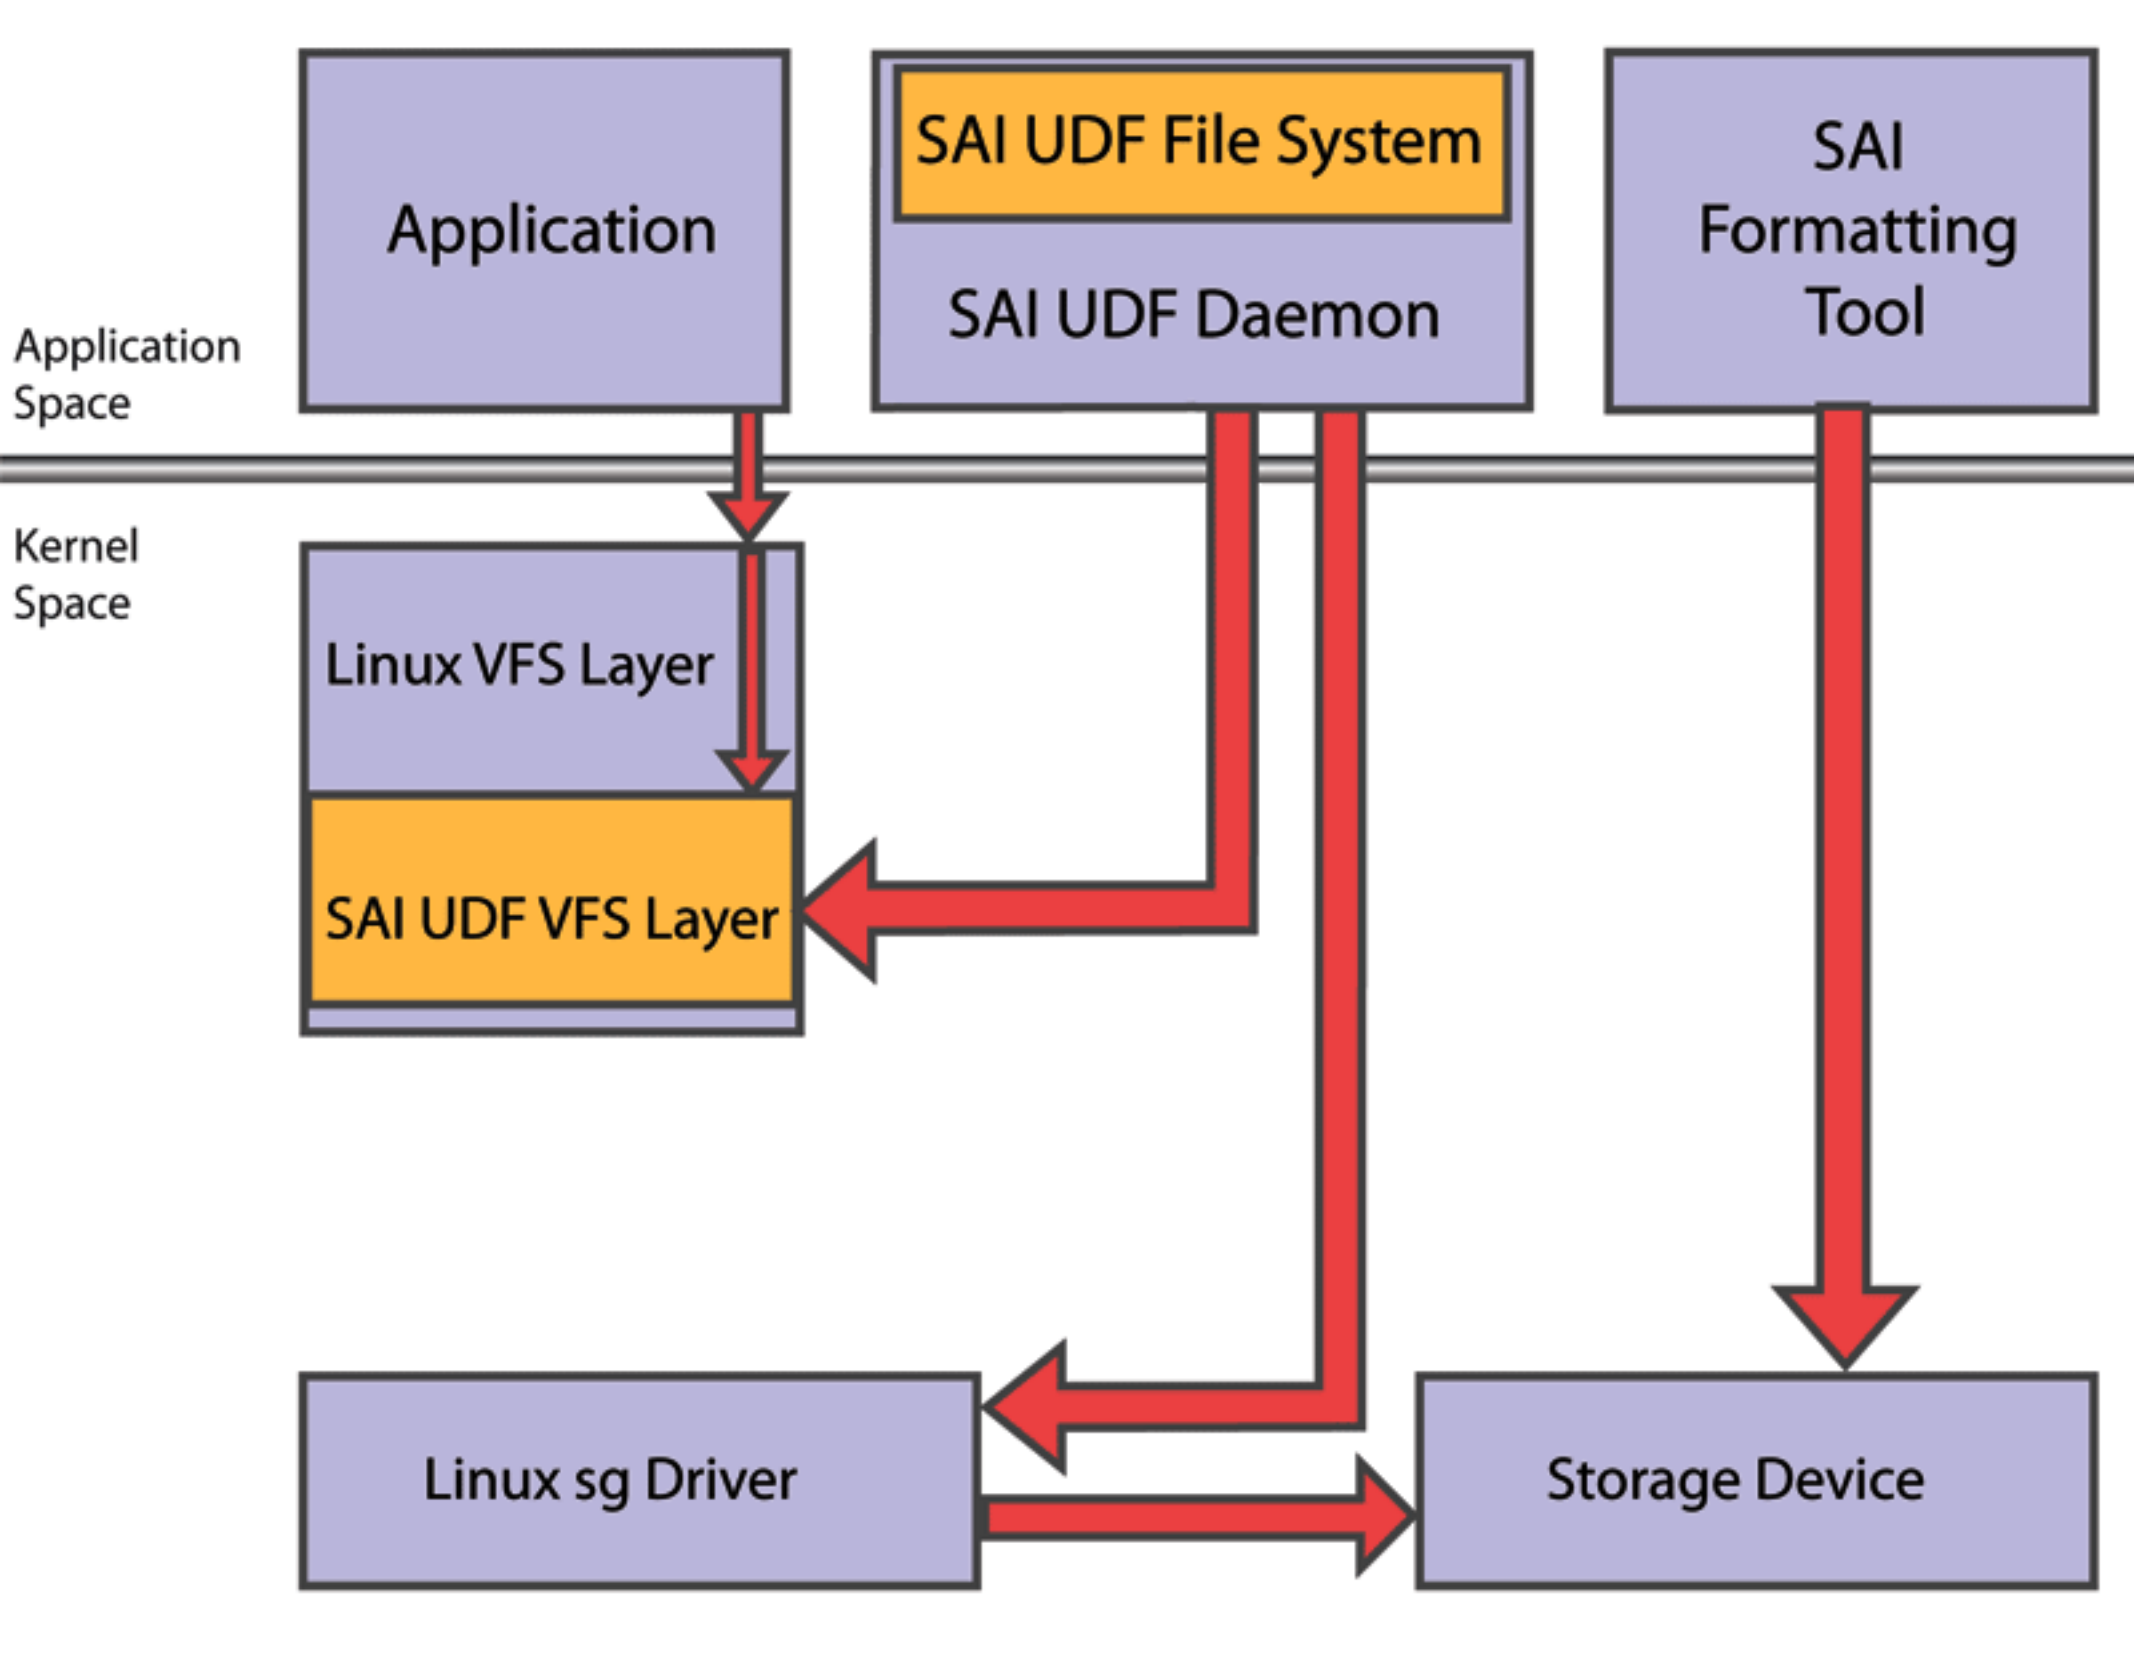 Application
SAI UDF File System
SAI UDF Daemon
SAI
Formatting
Tool
Application
Space
Kernel
Space
Linux VFS Layer
SAI UDF VFS Layer
Linux sg Driver
Storage Device